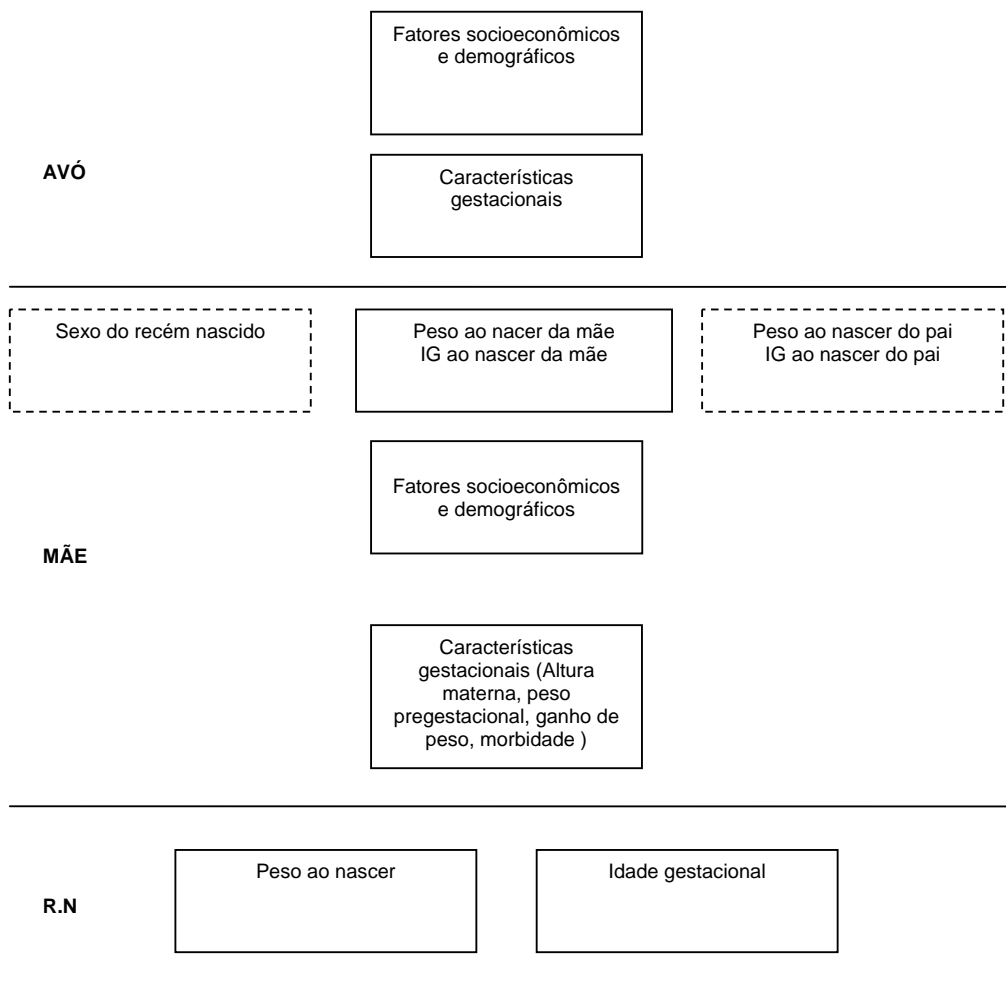 Fatores socioeconômicos
e demográficos
AVÓ
Características
gestacionais
Sexo do recém nascido
Peso ao nacer da mãe
IG ao nascer da mãe
Peso ao nascer do pai
IG ao nascer do pai
Fatores socioeconômicos
e demográficos
MÃE
Características
gestacionais (Altura
materna, peso
pregestacional, ganho de
peso, morbidade )
Peso ao nascer
Idade gestacional
R.N